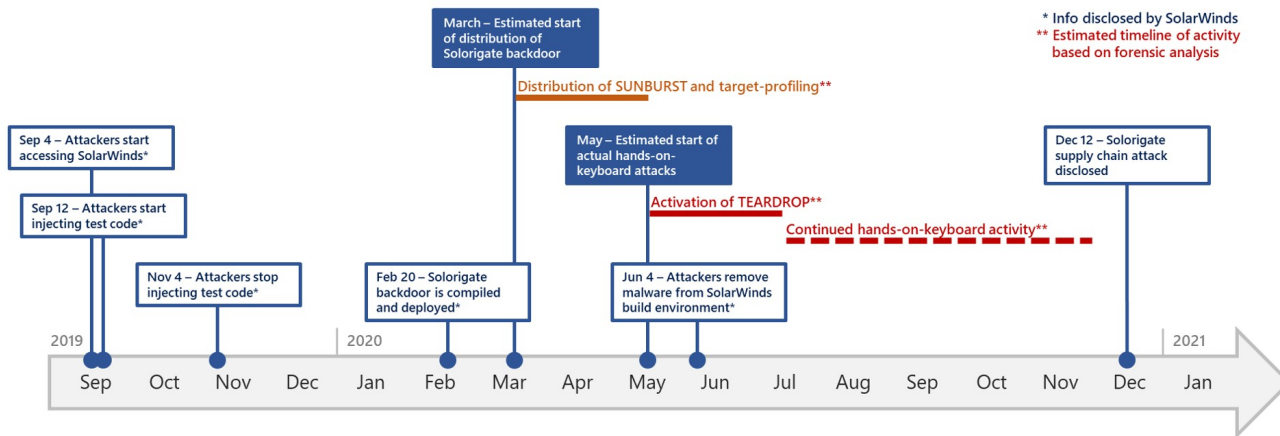 March – Estimated start
of distribution of
Solorigate backdoor
* Info disclosed by SolarWinds
** Estimated timeline of activity
based on forensic analysis
Distribution of SUNBURST and target-profiling**
Sep 4 – Attackers start
accessing SolarWinds*
May – Estimated start of
actual hands-on-
keyboard attacks
Dec 12 – Solorigate
supply chain attack
disclosed
Sep 12 – Attackers start
injecting test code*
Activation of TEARDROP**
Continued hands-on-keyboard activity**
Nov 4 – Attackers stop
injecting test code*
Feb 20 – Solorigate
backdoor is compiled
and deployed*
Jun 4 – Attackers remove
malware from SolarWinds
build environment*
2019 2020 2021
Sep Oct Nov Dec Jan Feb Mar Apr May Jun Jul Aug Sep Oct Nov Dec Jan